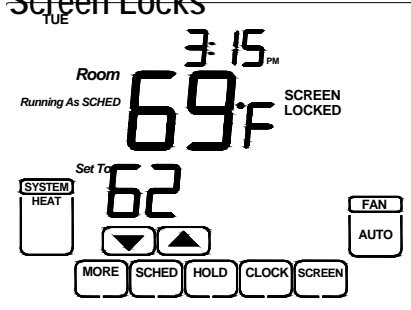 Screen Locks
TUE
3:15 PM
Room
Running As SCHED
69°F
SCREEN
LOCKED
Set To
62
SYSTEM
HEAT
FAN
AUTO
MORE SCHED HOLD CLOCK SCREEN